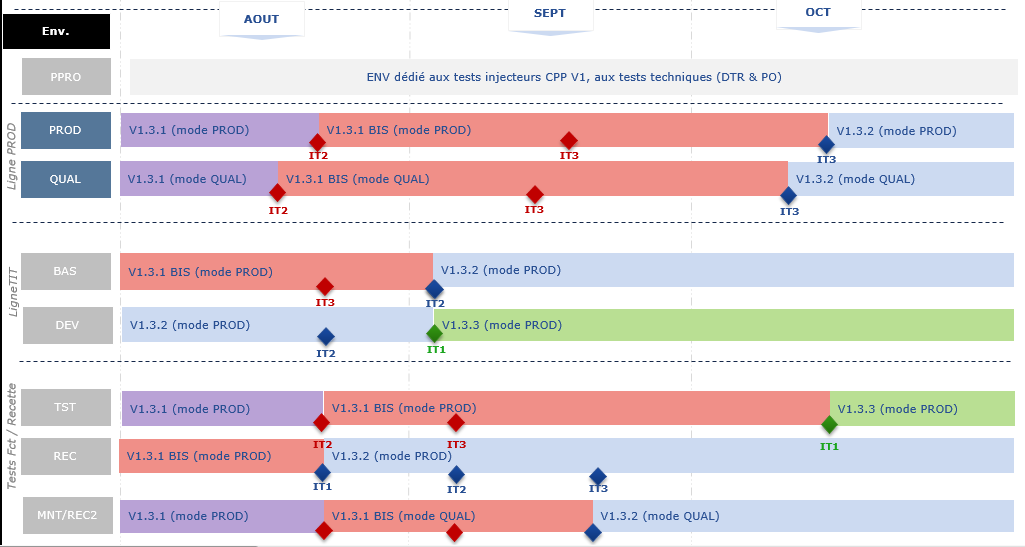 AOUT
SEPT
OCT
Env.
PPRO
ENV dédié aux tests injecteurs CPP V1, aux tests techniques (DTR & PO)
Ligne PROD
PROD
V1.3.1 (mode PROD)
V1.3.1 BIS (mode PROD)
V1.3.2 (mode PROD)
IT2
IT3
IT3
QUAL
V1.3.1 (mode QUAL)
V1.3.1 BIS (mode QUAL)
V1.3.2 (mode QUAL)
IT2
IT3
IT3
LigneTIT
BAS
V1.3.1 BIS (mode PROD)
V1.3.2 (mode PROD)
IT3
IT2
DEV
V1.3.2 (mode PROD)
V1.3.3 (mode PROD)
IT2
IT1
Tests Fct / Recette
TST
V1.3.1 (mode PROD)
V1.3.1 BIS (mode PROD)
V1.3.3 (mode PROD)
IT2
IT3
IT1
REC
V1.3.1 BIS (mode PROD)
V1.3.2 (mode PROD)
IT1
IT2
IT3
MNT/REC2
V1.3.1 (mode PROD)
V1.3.1 BIS (mode QUAL)
V1.3.2 (mode QUAL)